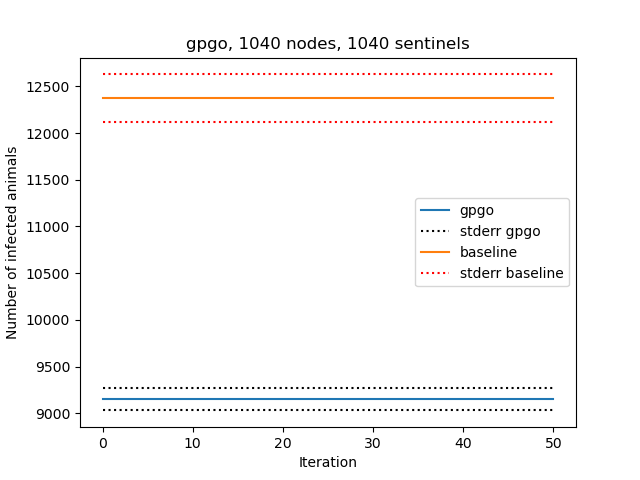 gpgo, 1040 nodes, 1040 sentinels
Number of infected animals
12500
12000
11500
11000
10500
10000
9500
9000
gpgo
stderr gpgo
baseline
stderr baseline
0 10 20 30 40 50
Iteration